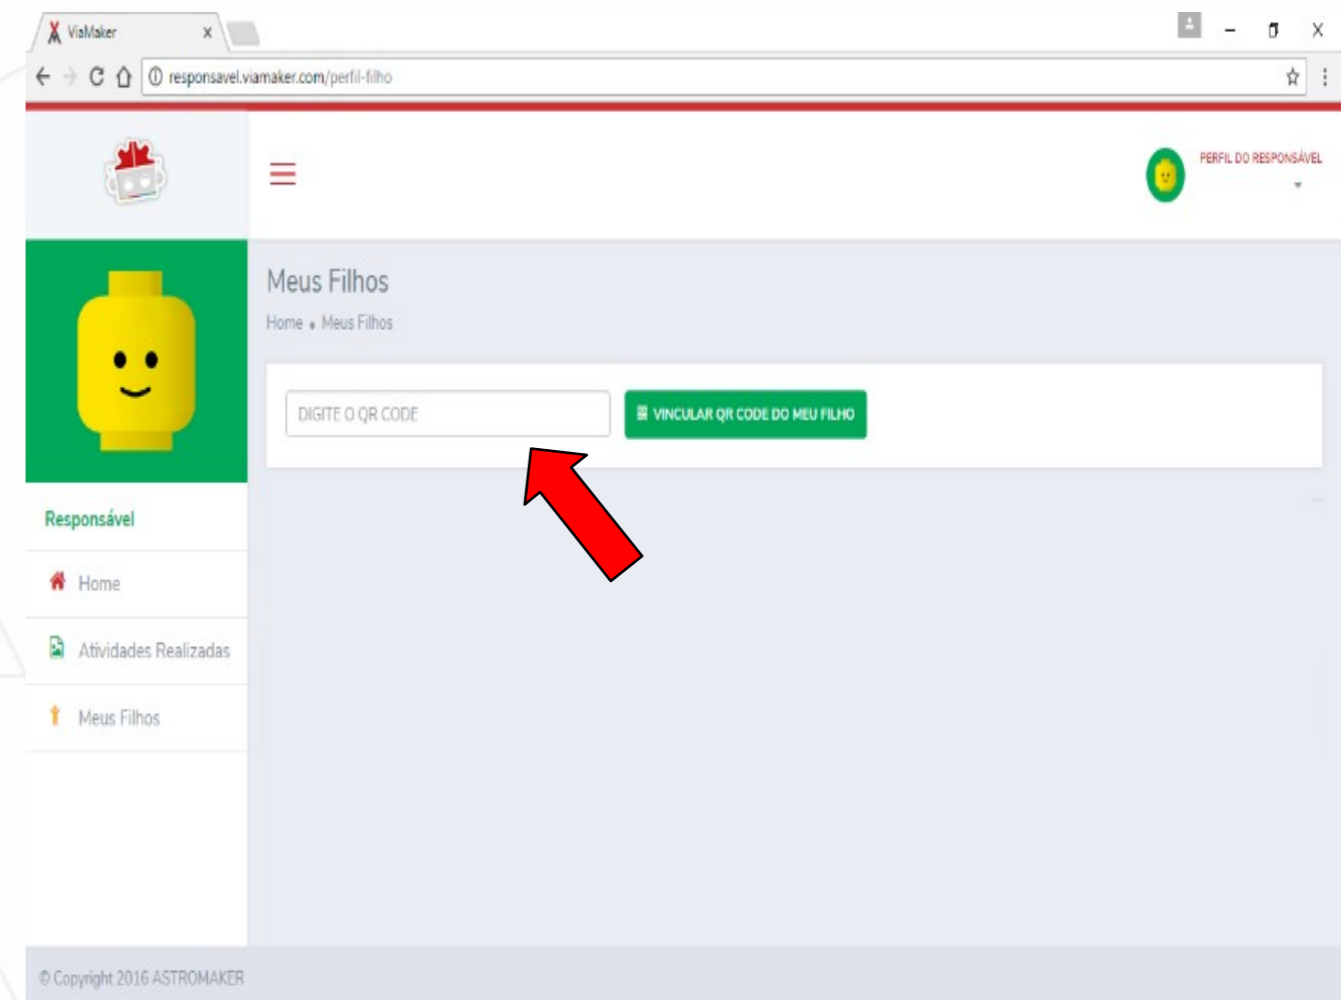 ViaMaker
responsavel.viamaker.com/perfil-filho
PERFIL DO RESPONSÁVEL
Meus Filhos
Home • Meus Filhos
DIGITE O QR CODE
VINCULAR QR CODE DO MEU FILHO
Responsável
Home
Atividades Realizadas
Meus Filhos
© Copyright 2016 ASTROMAKER